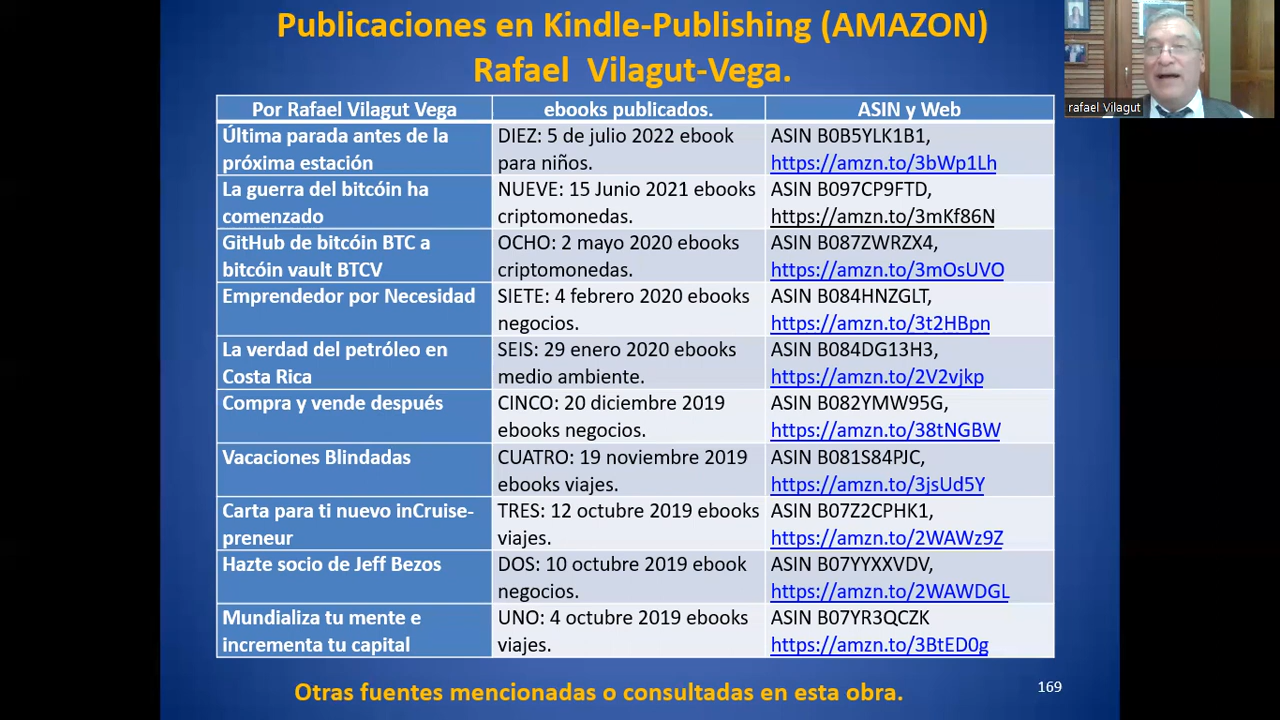 Publicaciones en Kindle-Publishing (AMAZON)
Rafael Vilagut-Vega.
rafael Vilagut
Por Rafael Vilagut Vega
ebooks publicados.
ASIN y Web
Última parada antes de la
próxima estación
DIEZ: 5 de julio 2022 ebook
para niños.
ASIN B0B5YLK1B1,
https://amzn.to/3bWp1Lh
La guerra del bitcóin ha
comenzado
NUEVE: 15 Junio 2021 ebooks
criptomonedas.
ASIN B097CP9FTD,
https://amzn.to/3mKf86N
GitHub de bitcóin BTC a
bitcóin vault BTCV
OCHO: 2 mayo 2020 ebooks
criptomonedas.
ASIN B087ZWRZX4,
https://amzn.to/3mOsUVO
Emprendedor por Necesidad
SIETE: 4 febrero 2020 ebooks
negocios.
ASIN B084HNZGLT,
https://amzn.to/3t2HBpn
La verdad del petróleo en
Costa Rica
SEIS: 29 enero 2020 ebooks
medio ambiente.
ASIN B084DG13H3,
https://amzn.to/2V2vjkp
Compra y vende después
CINCO: 20 diciembre 2019
ebooks negocios.
ASIN B082YMW95G,
https://amzn.to/38tNGBW
Vacaciones Blindadas
CUATRO: 19 noviembre 2019
ebooks viajes.
ASIN B081S84PJC,
https://amzn.to/3jsUd5Y
Carta para ti nuevo inCruise-
preneur
TRES: 12 octubre 2019 ebooks
viajes.
ASIN B07Z2CPHK1,
https://amzn.to/2WAWz9Z
Hazte socio de Jeff Bezos
DOS: 10 octubre 2019 ebook
negocios.
ASIN B07YYXXVDV,
https://amzn.to/2WAWDGL
Mundializa tu mente e
incrementa tu capital
UNO: 4 octubre 2019 ebooks
viajes.
ASIN B07YR3QCZK
https://amzn.to/3BtED0g
Otras fuentes mencionadas o consultadas en esta obra.
169